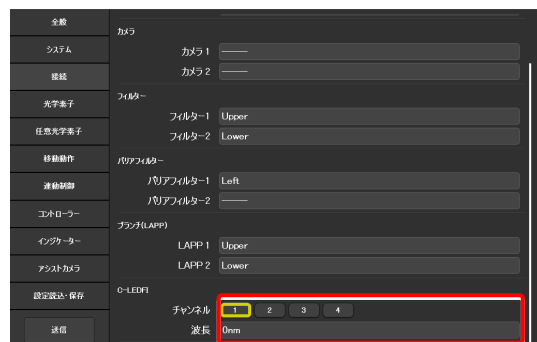 全般
システム
接続
光学素子
任意光学素子
移動動作
連動制御
コントローラー
インジケーター
アシストカメラ
設定読込・保存
送信
カメラ
カメラ 1 ―――
カメラ 2 ―――
フィルター
フィルター1 Upper
フィルター2 Lower
バリアフィルター
バリアフィルター1 Left
バリアフィルター2 ―――
ブランチ(LAPP)
LAPP 1 Upper
LAPP 2 Lower
C-LEDFI
チャンネル 1 2 3 4
波長 0nm